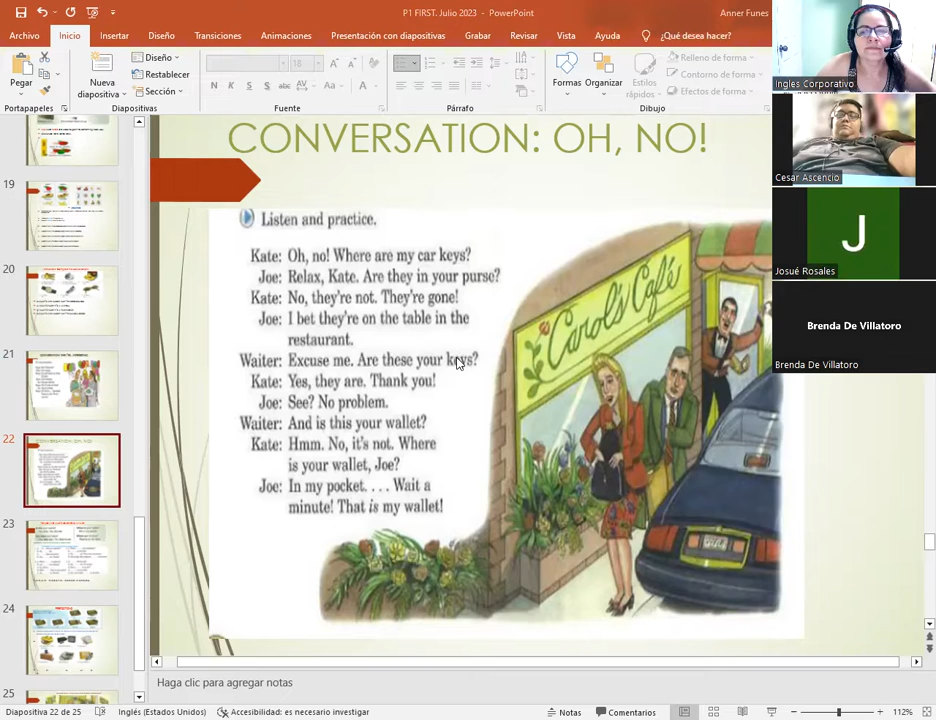 P1 FIRST. Julio 2023 - PowerPoint
Anner Funes
Archivo
Inicio
Insertar
Diseño
Transiciones
Animaciones
Presentación con diapositivas
Grabar
Revisar
Vista
Ayuda
¿Qué desea hacer?
Pegar
Nueva diapositiva
Diseño
Restablecer
Sección
18
N
K
S
S
abc
AV
Aa
A
Formas
Organizar
Estilos rápidos
Relleno de forma
Contorno de forma
Efectos de forma
Portapapeles
Diapositivas
Fuente
Párrafo
Dibujo
Ingles Corporativo
Cesar Ascencio
J
Josué Rosales
Brenda De Villatoro
Brenda De Villatoro
19
20
21
22
23
24
25
CONVERSATION: OH, NO!
Listen and practice.
Kate: Oh, no! Where are my car keys?
Joe: Relax, Kate. Are they in your purse?
Kate: No, they're not. They're gone!
Joe: I bet they're on the table in the
restaurant.
Waiter: Excuse me. Are these your keys?
Kate: Yes, they are. Thank you!
Joe: See? No problem.
Waiter: And is this your wallet?
Kate: Hmm. No, it's not. Where
is your wallet, Joe?
Joe: In my pocket. . . . Wait a
minute! That is my wallet!
Carol's Café
Haga clic para agregar notas
Diapositiva 22 de 25
Inglés (Estados Unidos)
Accesibilidad: es necesario investigar
Notas
Comentarios
112%